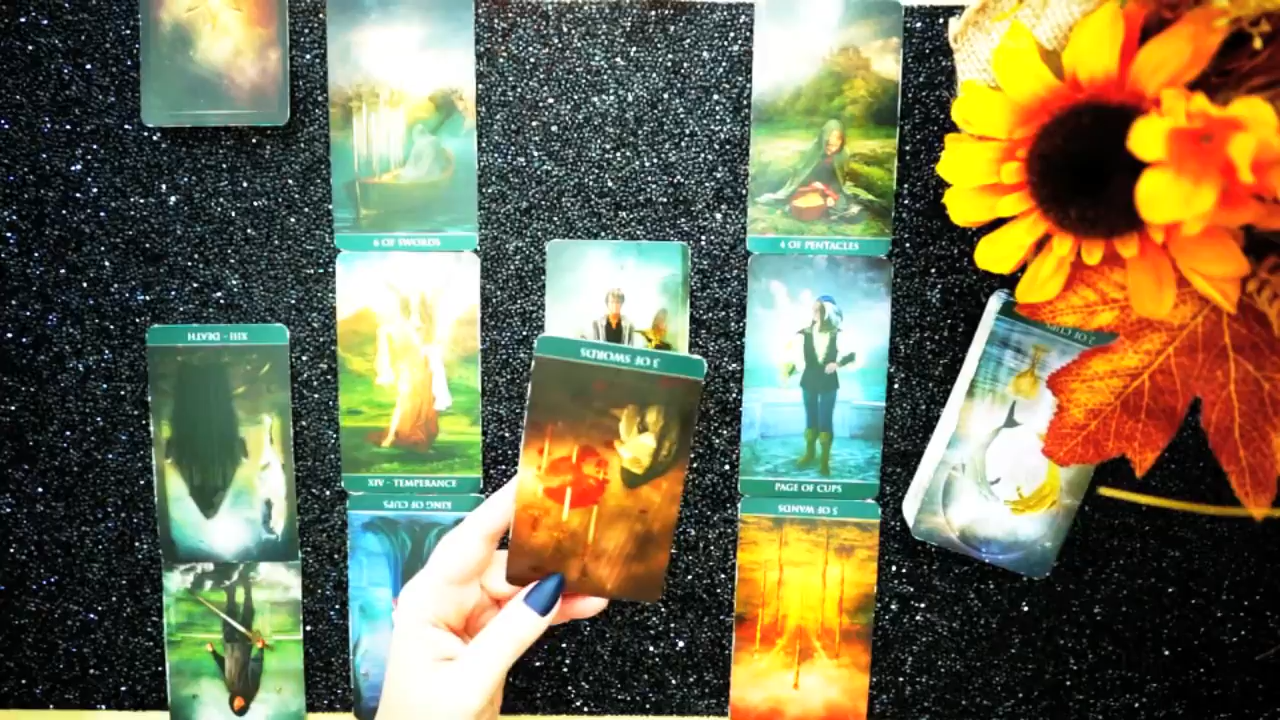 6 OF SWORDS
4 OF PENTACLES
XIII - DEATH
3 OF SWORDS
XIV - TEMPERANCE
PAGE OF CUPS
KING OF CUPS
5 OF WANDS